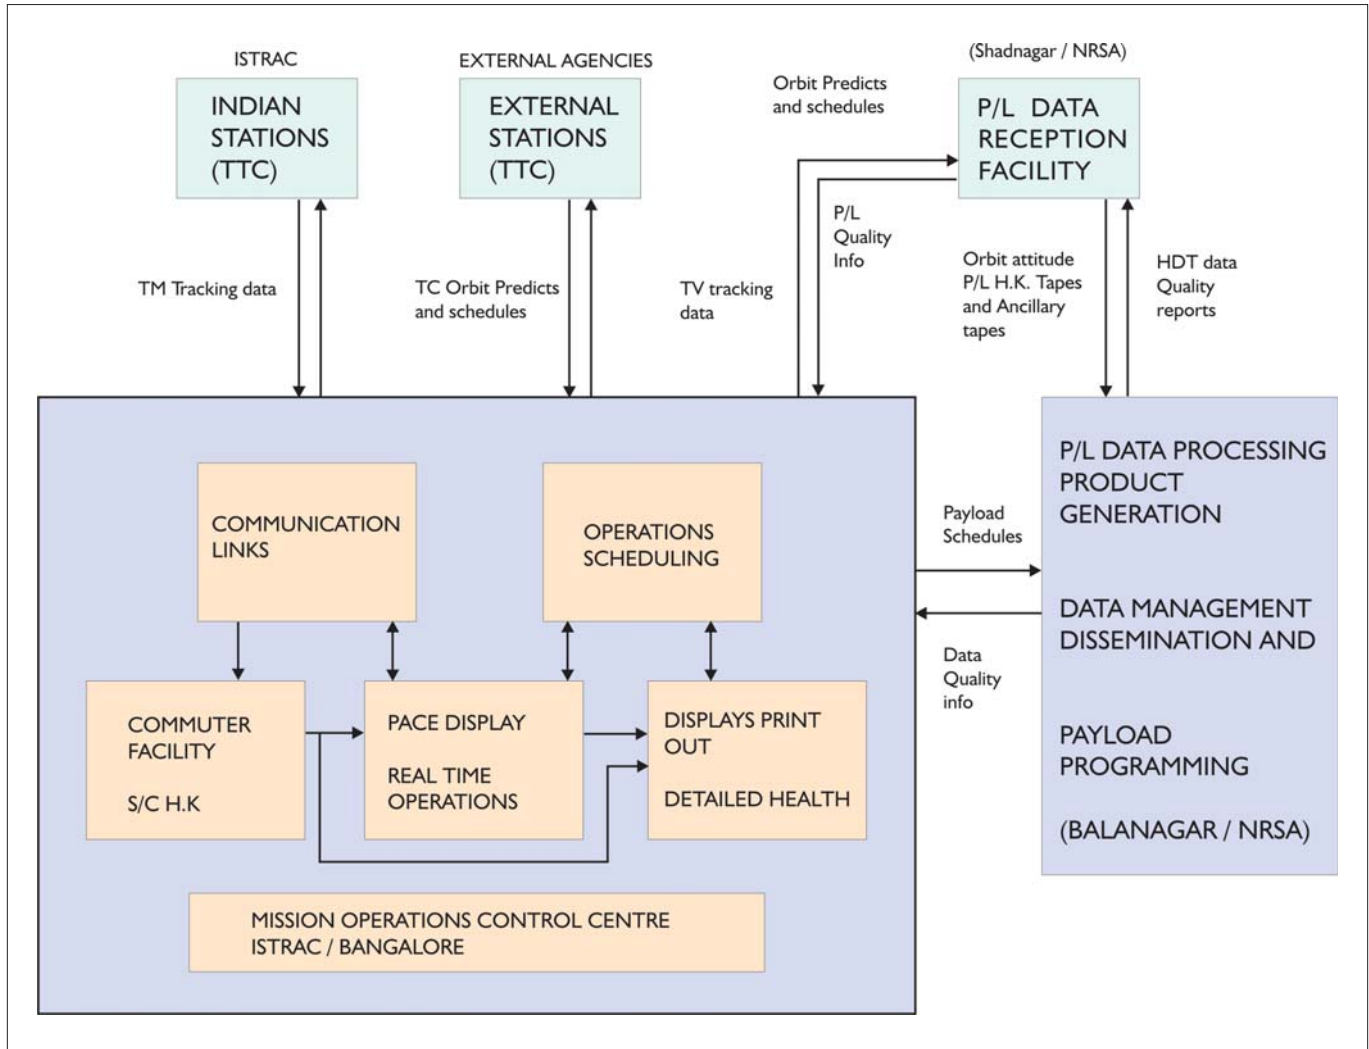 ISTRAC
INDIAN
STATIONS
(TTC)
EXTERNAL AGENCIES
EXTERNAL
STATIONS
(TTC)
(Shadnagar / NRSA)
P/L DATA
RECEPTION
FACILITY
Orbit Predicts
and schedules
P/L
Quality
Info
TM Tracking data
TC Orbit Predicts
and schedules
TV tracking
data
Orbit attitude
P/L H.K. Tapes
and Ancillary
tapes
HDT data
Quality
reports
COMMUNICATION
LINKS
OPERATIONS
SCHEDULING
COMMUTER
FACILITY
S/C H.K
PACE DISPLAY
REAL TIME
OPERATIONS
DISPLAYS PRINT
OUT
DETAILED HEALTH
MISSION OPERATIONS CONTROL CENTRE
ISTRAC / BANGALORE
Payload
Schedules
Data
Quality
info
P/L DATA PROCESSING
PRODUCT
GENERATION
DATA MANAGEMENT
DISSEMINATION AND
PAYLOAD
PROGRAMMING
(BALANAGAR / NRSA)